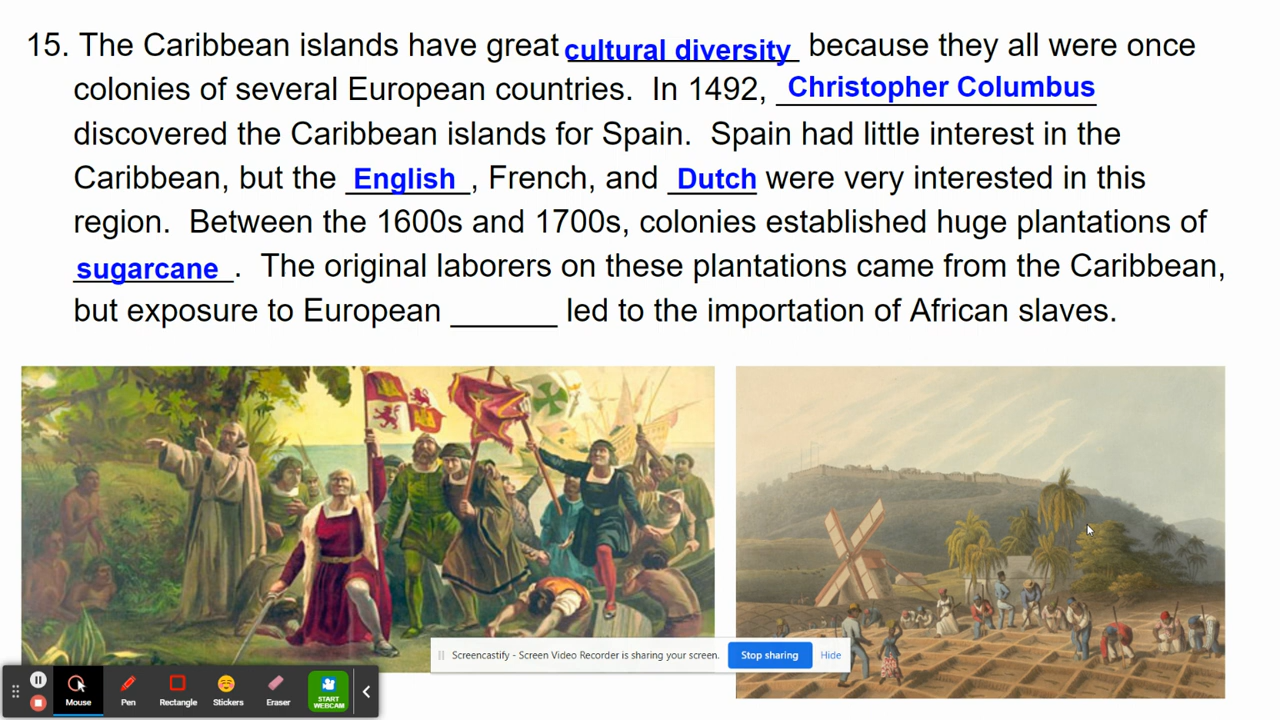 15. The Caribbean islands have great cultural diversity because they all were once
colonies of several European countries. In 1492, Christopher Columbus
discovered the Caribbean islands for Spain. Spain had little interest in the
Caribbean, but the English, French, and Dutch were very interested in this
region. Between the 1600s and 1700s, colonies established huge plantations of
sugarcane. The original laborers on these plantations came from the Caribbean,
but exposure to European ______ led to the importation of African slaves.
Screencastify - Screen Video Recorder is sharing your screen. Stop sharing Hide
Mouse Pen Rectangle Stickers Eraser START WEBCAM